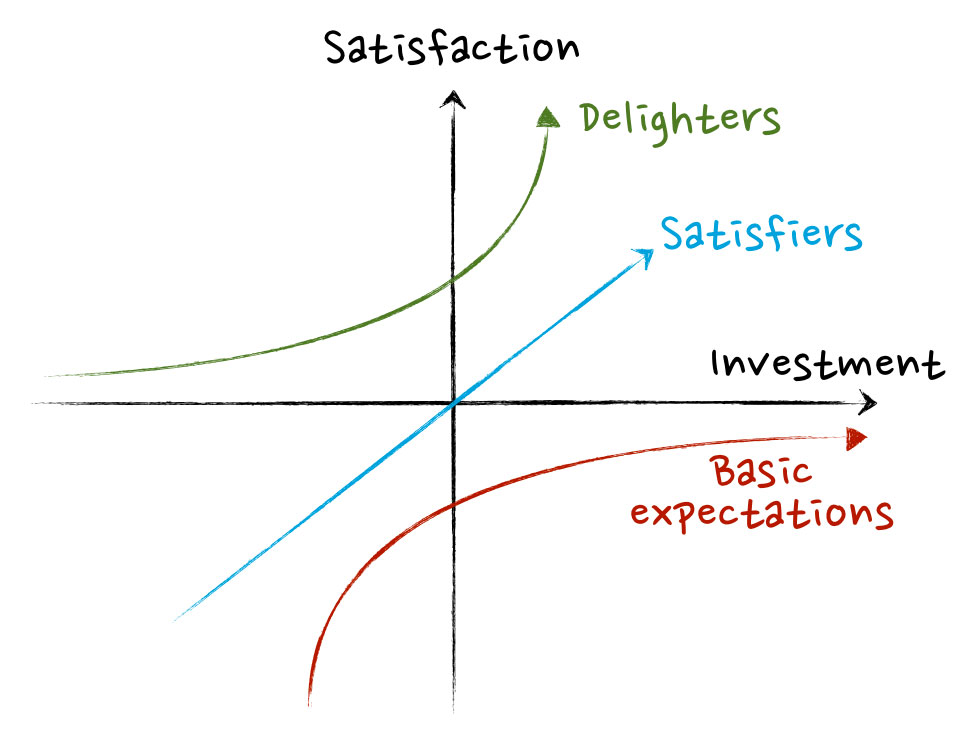 Satisfaction
Delighters
Satisfiers
Investment
Basic
expectations